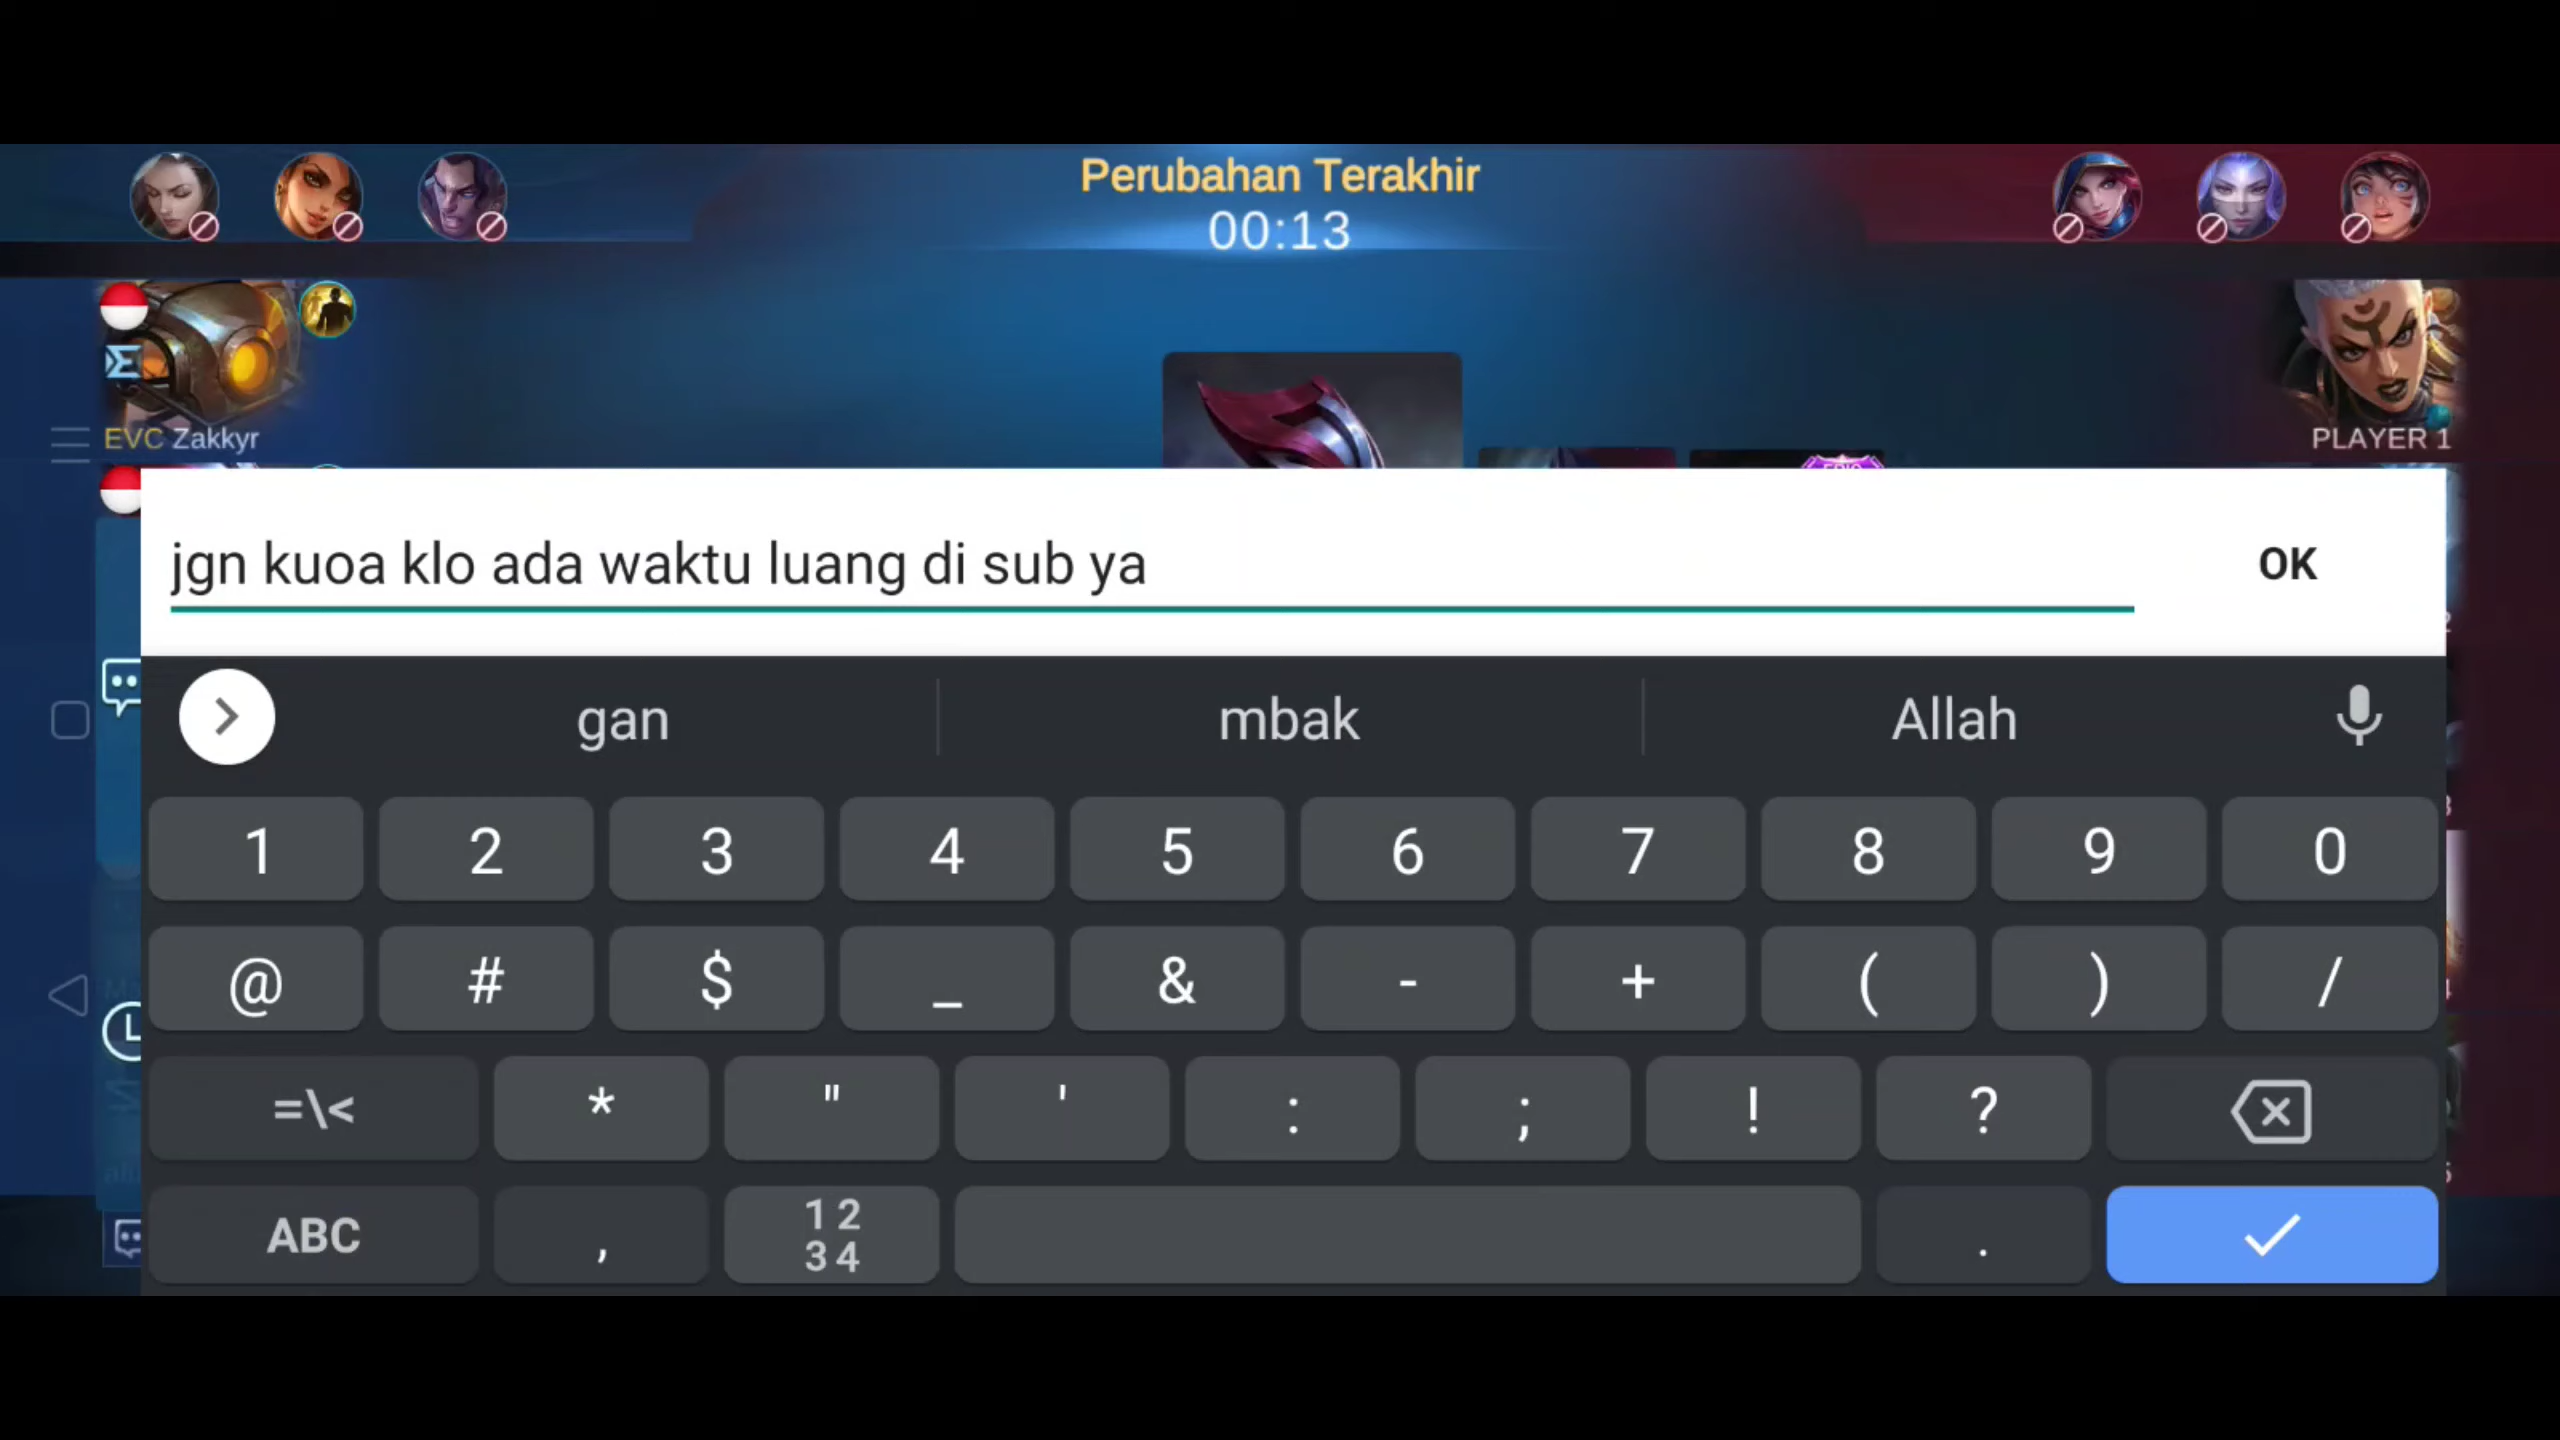 Perubahan Terakhir
00:13
EVC Zakkyr
PLAYER 1
jgn kuoa klo ada waktu luang di sub ya
OK
gan mbak Allah
1 2 3 4 5 6 7 8 9 0
@ # $ _ & - + ( ) /
=\< * " ' : ; ! ?
ABC , 12 34 .